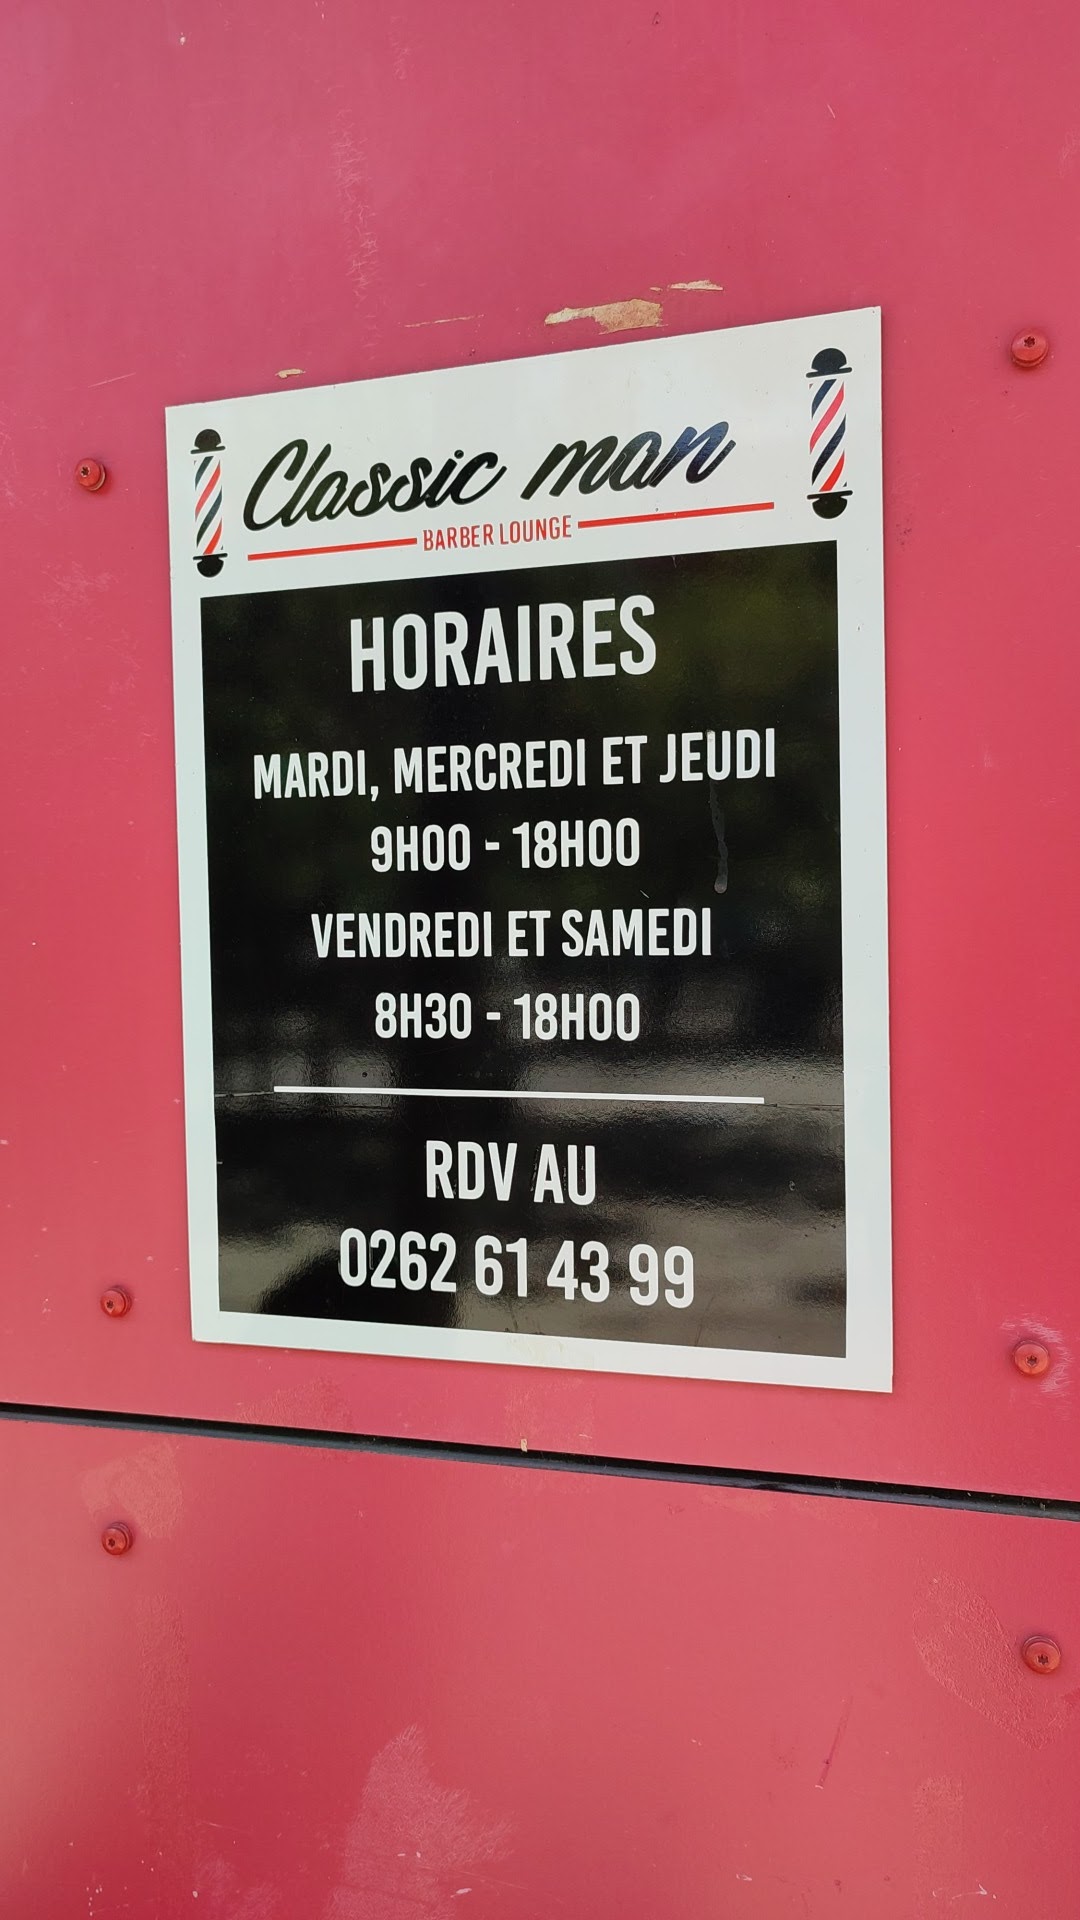 Classic man
BARBER LOUNGE
HORAIRES
MARDI, MERCREDI ET JEUDI
9H00 - 18H00
VENDREDI ET SAMEDI
8H30 - 18H00
RDV AU
0262 61 43 99